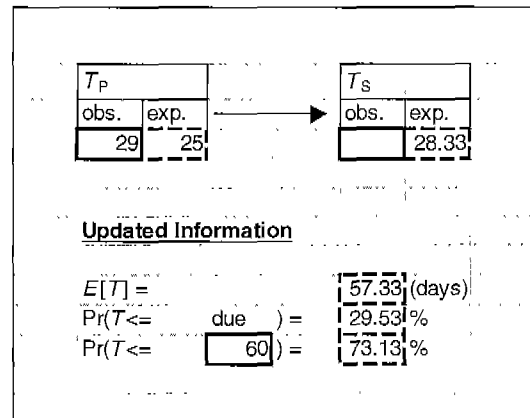 T_P T_S
obs. exp. obs. exp.
29 25 28.33
Updated Information
E[T] = 57.33 (days)
Pr(T<= due ) = 29.53 %
Pr(T<= 60 ) = 73.13 %